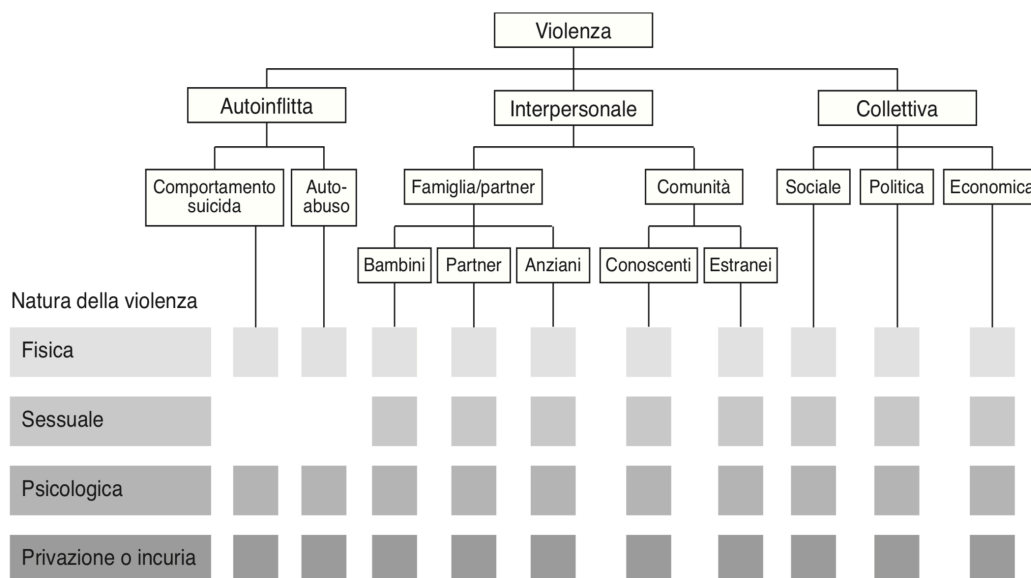 Violenza
Autoinflitta
Interpersonale
Collettiva
Comportamento
suicida
Auto-
abuso
Famiglia/partner
Comunità
Sociale
Politica
Economica
Bambini
Partner
Anziani
Conoscenti
Estranei
Natura della violenza
Fisica
Sessuale
Psicologica
Privazione o incuria